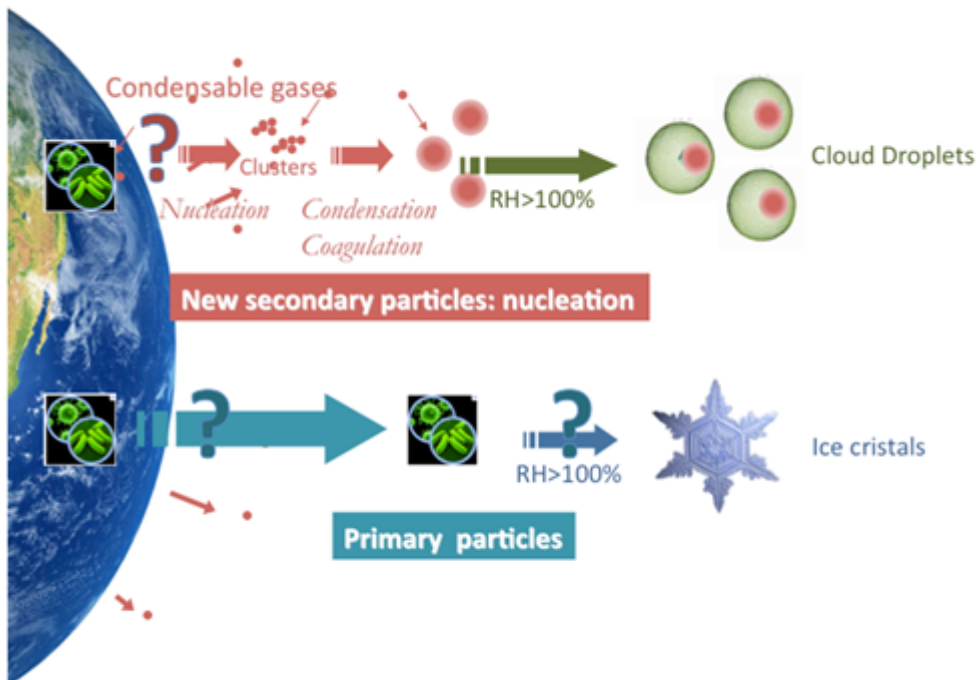 Condensable gases
?
Clusters
Nucleation
Condensation
Coagulation
RH>100%
Cloud Droplets
New secondary particles: nucleation
?
?
RH>100%
Ice cristals
Primary particles